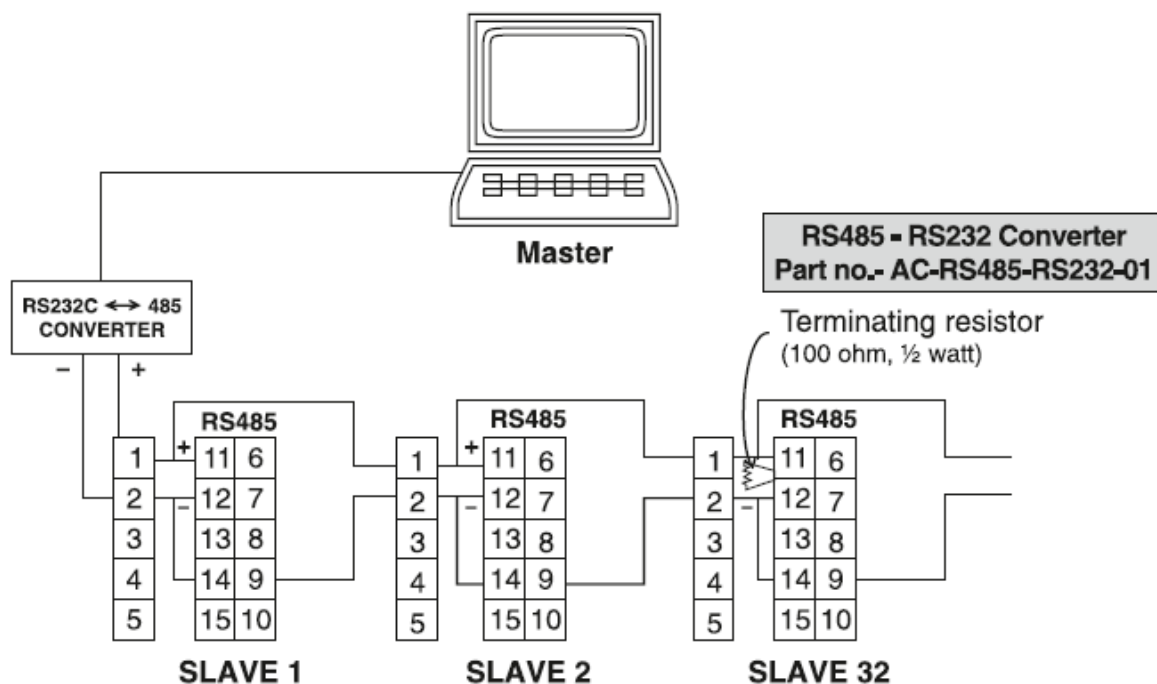 Master
RS485 - RS232 Converter
Part no.- AC-RS485-RS232-01
RS232C ↔ 485
CONVERTER
Terminating resistor
(100 ohm, ½ watt)
− +
RS485
1 + 11 6
2 − 12 7
3 13 8
4 14 9
5 15 10
SLAVE 1
RS485
1 + 11 6
2 − 12 7
3 13 8
4 14 9
5 15 10
SLAVE 2
RS485
1 11 6
2 − 12 7
3 13 8
4 14 9
5 15 10
SLAVE 32